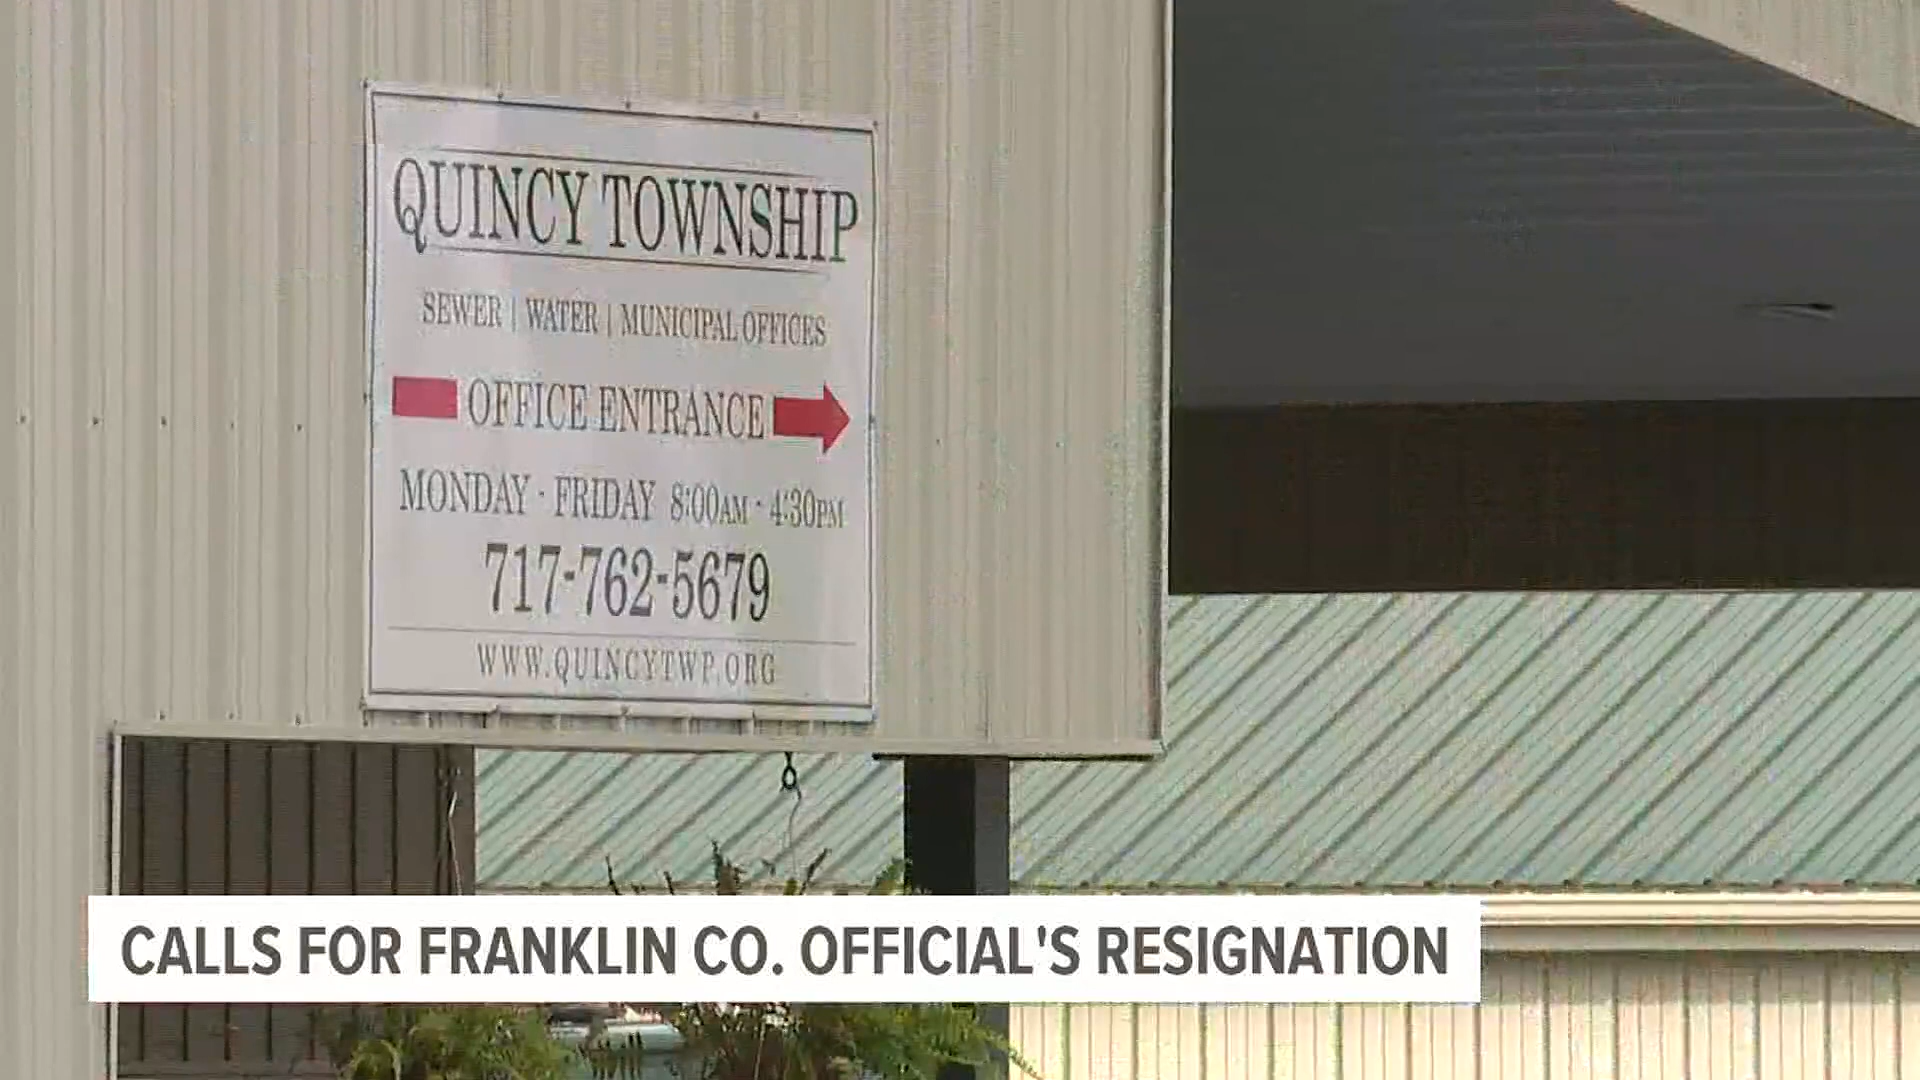 QUINCY TOWNSHIP
SEWER | WATER | MUNICIPAL OFFICES
OFFICE ENTRANCE
MONDAY - FRIDAY 8:00AM - 4:30PM
717-762-5679
WWW.QUINCYTWP.ORG
CALLS FOR FRANKLIN CO. OFFICIAL'S RESIGNATION